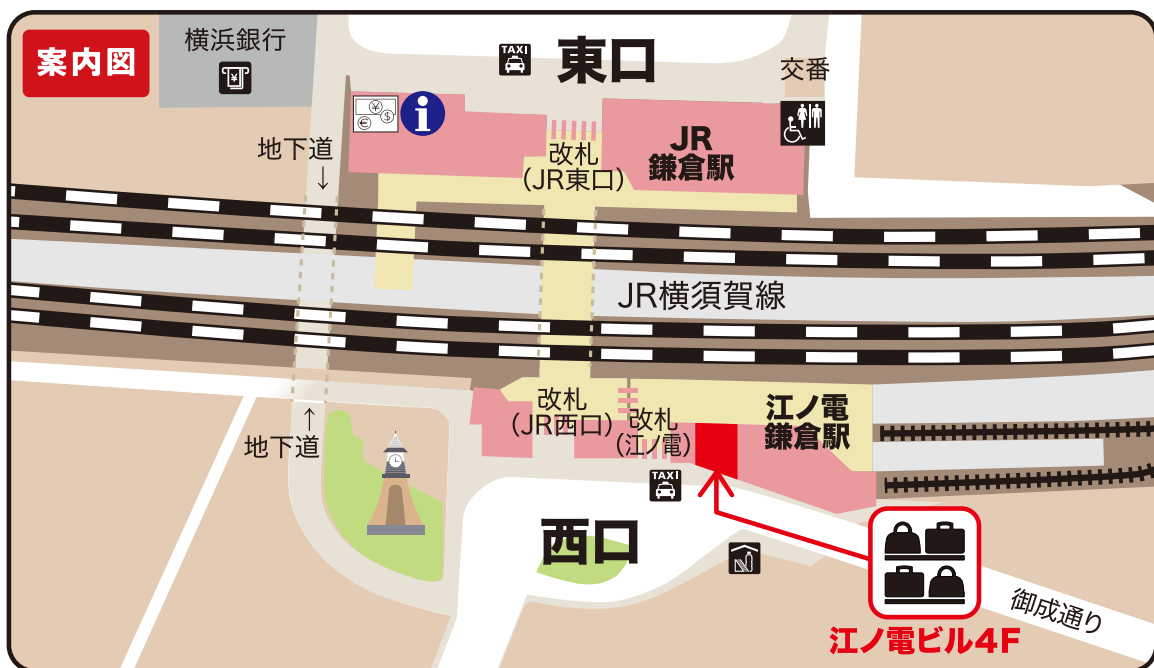 案内図
横浜銀行
¥
TAXI
東口
交番
¥
$
€
i
地下道
↓
改札
(JR東口)
JR
鎌倉駅
JR横須賀線
↑
地下道
改札
(JR西口)
改札
(江ノ電)
江ノ電
鎌倉駅
TAXI
西口
御成通り
江ノ電ビル4F